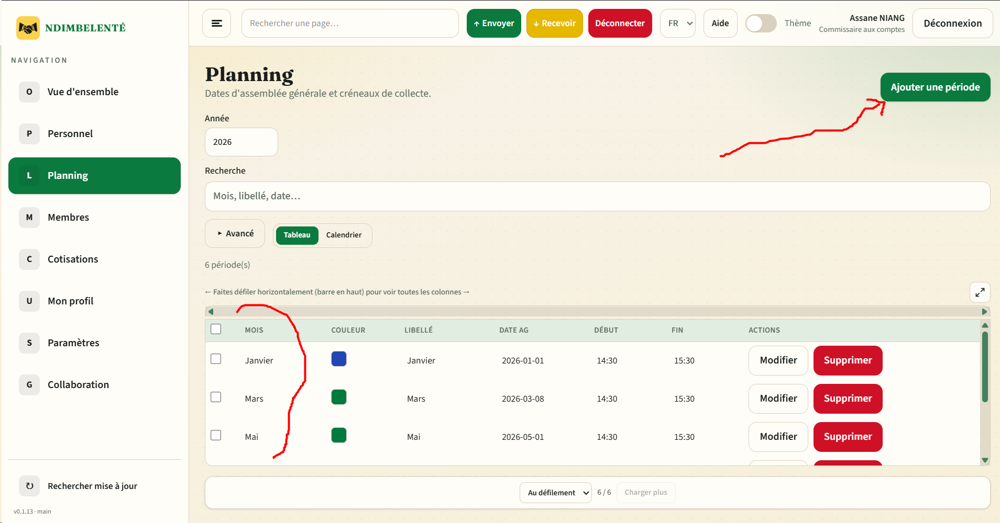 NDIMBELENTÉ
Rechercher une page…
↑ Envoyer
↓ Recevoir
Déconnecter
FR
Aide
Thème
Assane NIANG
Commissaire aux comptes
Déconnexion
NAVIGATION
O Vue d'ensemble
P Personnel
L Planning
M Membres
C Cotisations
U Mon profil
S Paramètres
G Collaboration
↻ Rechercher mise à jour
v0.1.13 · main
Planning
Dates d'assemblée générale et créneaux de collecte.
Ajouter une période
Année
2026
Recherche
Mois, libellé, date…
▸ Avancé
Tableau Calendrier
6 période(s)
← Faites défiler horizontalement (barre en haut) pour voir toutes les colonnes →
MOIS COULEUR LIBELLÉ DATE AG DÉBUT FIN ACTIONS
Janvier Janvier 2026-01-01 14:30 15:30 Modifier Supprimer
Mars Mars 2026-03-08 14:30 15:30 Modifier Supprimer
Mai Mai 2026-05-01 14:30 15:30 Modifier Supprimer
Au défilement 6 / 6 Charger plus